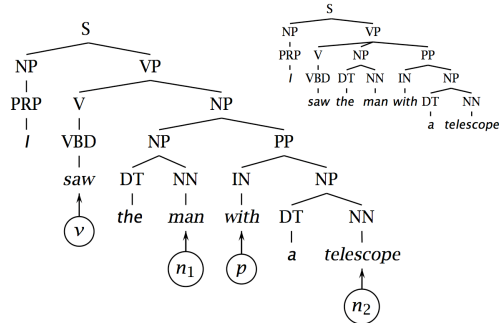 S
NP VP
PRP V NP
I VBD NP PP
saw DT NN IN NP
the man with DT NN
a telescope
v n1 p n2
S
NP VP
PRP V NP PP
I VBD DT NN IN NP
saw the man with DT NN
a telescope